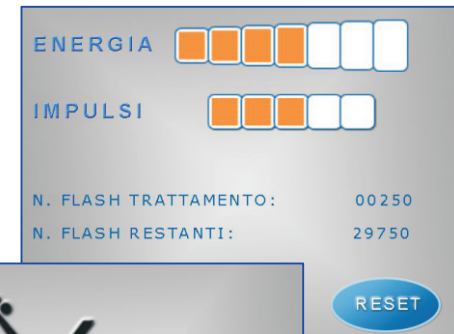 ENERGIA
IMPULSI
N. FLASH TRATTAMENTO: 00250
N. FLASH RESTANTI: 29750
RESET